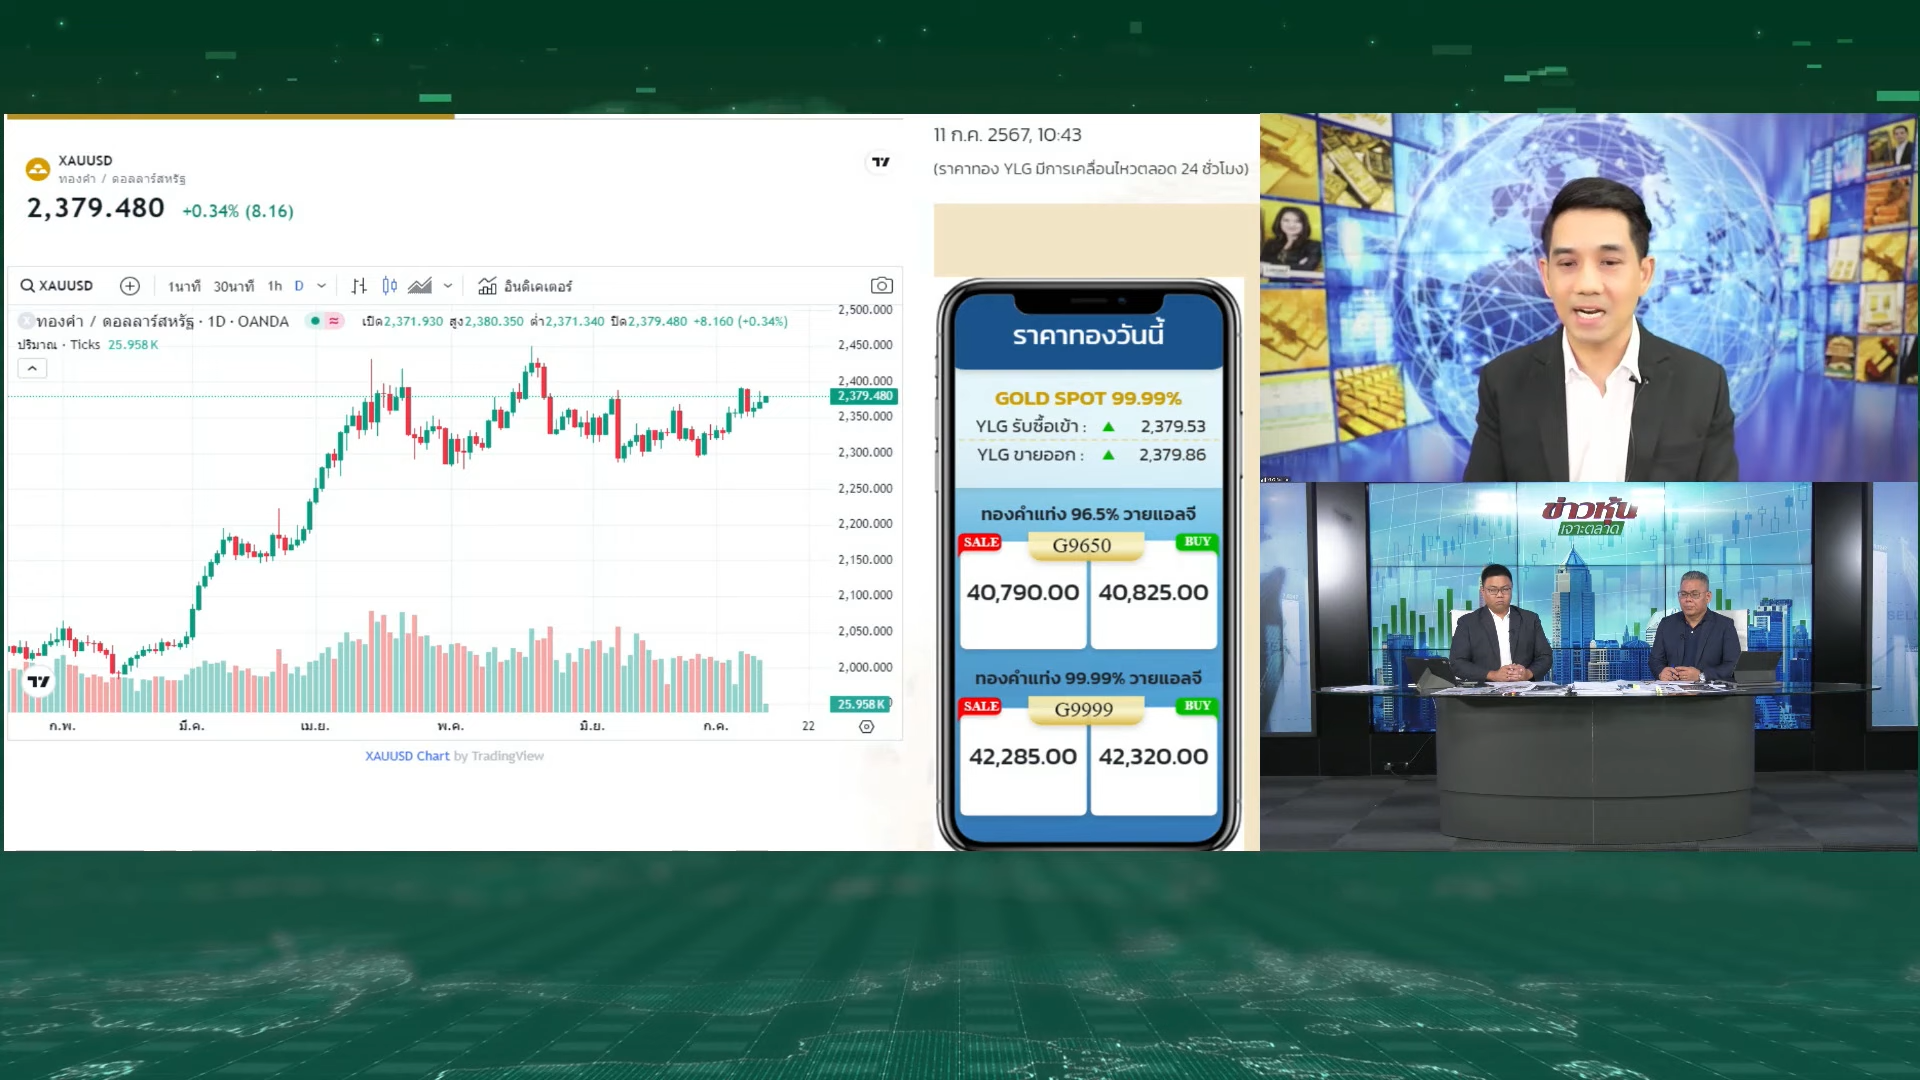 XAUUSD
ทองคำ / ดอลลาร์สหรัฐ
2,379.480 +0.34% (8.16)
XAUUSD 1นาที 30นาที 1h D อินดิเคเตอร์
ทองคำ / ดอลลาร์สหรัฐ · 1D · OANDA เปิด2,371.930 สูง2,380.350 ต่ำ2,371.340 ปิด2,379.480 +8.160 (+0.34%)
ปริมาณ · Ticks 25.958K
2,500.000
2,450.000
2,400.000
2,379.480
2,350.000
2,300.000
2,250.000
2,200.000
2,150.000
2,100.000
2,050.000
2,000.000
25.958K
ก.พ. มี.ค. เม.ย. พ.ค. มิ.ย. ก.ค. 22
XAUUSD Chart by TradingView
11 ก.ค. 2567, 10:43
(ราคาทอง YLG มีการเคลื่อนไหวตลอด 24 ชั่วโมง)
ราคาทองวันนี้
GOLD SPOT 99.99%
YLG รับซื้อเข้า : 2,379.53
YLG ขายออก : 2,379.86
ทองคำแท่ง 96.5% วายแอลจี
SALE G9650 BUY
40,790.00 40,825.00
ทองคำแท่ง 99.99% วายแอลจี
SALE G9999 BUY
42,285.00 42,320.00
ข่าวหุ้น
เจาะตลาด